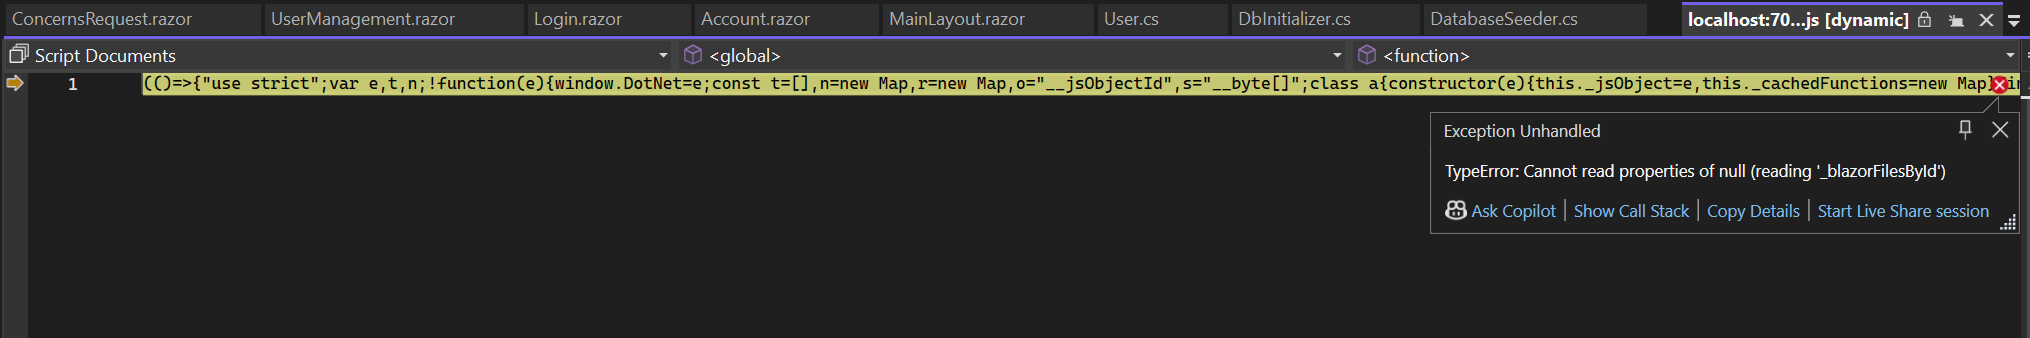 ConcernsRequest.razor UserManagement.razor Login.razor Account.razor MainLayout.razor User.cs DbInitializer.cs DatabaseSeeder.cs localhost:70...js [dynamic]
Script Documents <global> <function>
1 (()=>{"use strict";var e,t,n;!function(e){window.DotNet=e;const t=[],n=new Map,r=new Map,o="__jsObjectId",s="__byte[]";class a{constructor(e){this._jsObject=e,this._cachedFunctions=new Map
Exception Unhandled
TypeError: Cannot read properties of null (reading '_blazorFilesById')
Ask Copilot | Show Call Stack | Copy Details | Start Live Share session